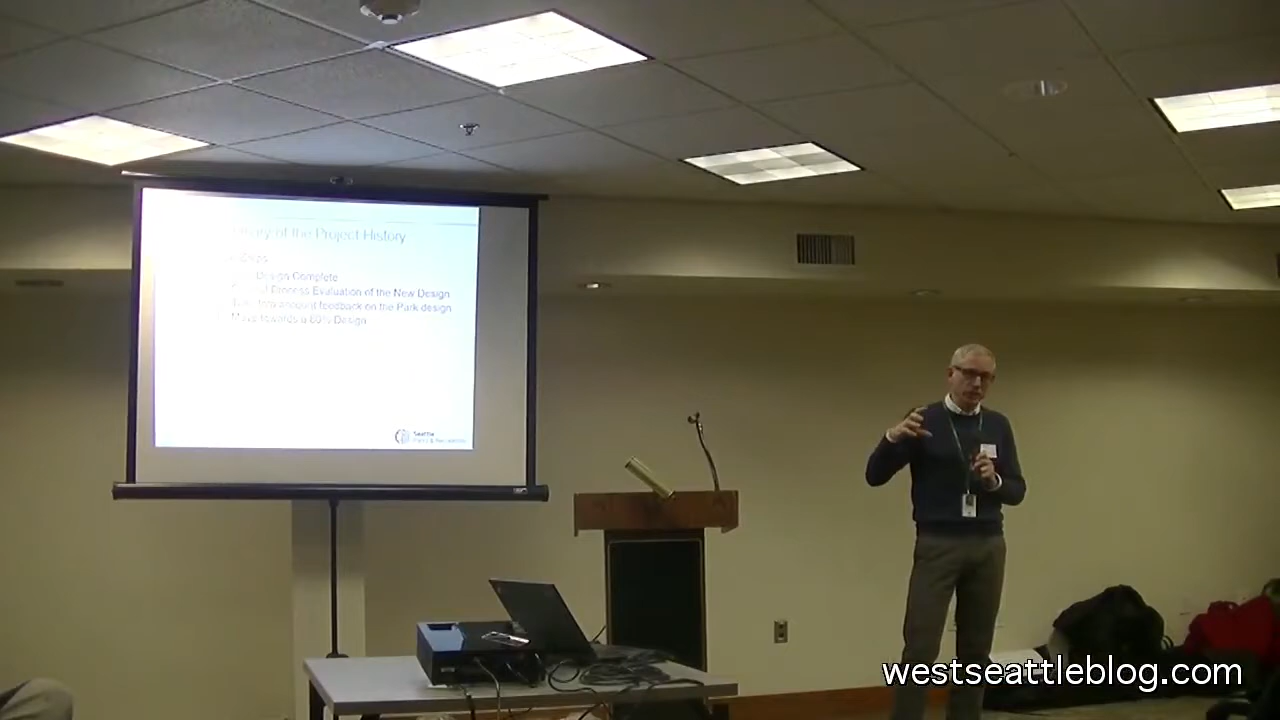 of the Project History
Design Complete
Process Evaluation of the New Design
feedback on the Park design
Move towards a 60% Design
Seattle
westseattleblog.com